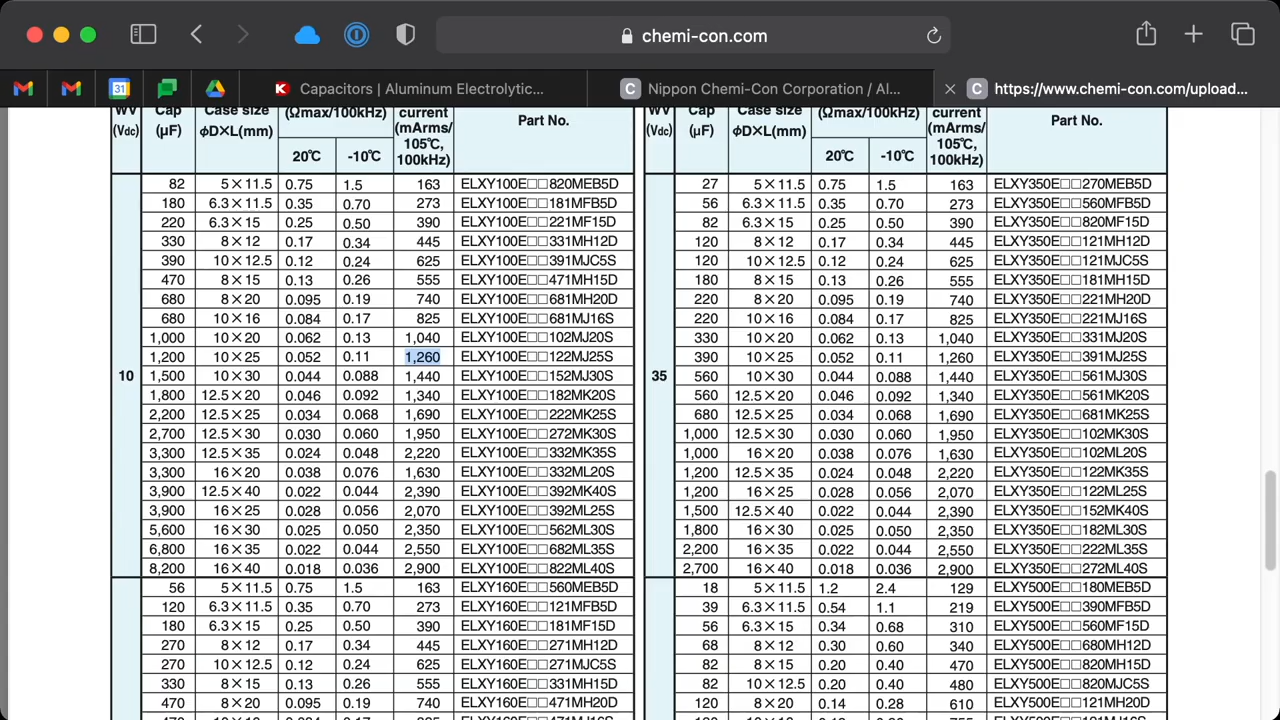 chemi-con.com
31
K Capacitors | Aluminum Electrolytic...
C Nippon Chemi-Con Corporation / Al...
C https://www.chemi-con.com/upload...
WV (Vdc) Cap (μF) Case size φD×L(mm) (Ωmax/100kHz) 20℃ -10℃ current (mArms/ 105℃, 100kHz) Part No.
10
82 5×11.5 0.75 1.5 163 ELXY100E□□820MEB5D
180 6.3×11.5 0.35 0.70 273 ELXY100E□□181MFB5D
220 6.3×15 0.25 0.50 390 ELXY100E□□221MF15D
330 8×12 0.17 0.34 445 ELXY100E□□331MH12D
390 10×12.5 0.12 0.24 625 ELXY100E□□391MJC5S
470 8×15 0.13 0.26 555 ELXY100E□□471MH15D
680 8×20 0.095 0.19 740 ELXY100E□□681MH20D
680 10×16 0.084 0.17 825 ELXY100E□□681MJ16S
1,000 10×20 0.062 0.13 1,040 ELXY100E□□102MJ20S
1,200 10×25 0.052 0.11 1,260 ELXY100E□□122MJ25S
1,500 10×30 0.044 0.088 1,440 ELXY100E□□152MJ30S
1,800 12.5×20 0.046 0.092 1,340 ELXY100E□□182MK20S
2,200 12.5×25 0.034 0.068 1,690 ELXY100E□□222MK25S
2,700 12.5×30 0.030 0.060 1,950 ELXY100E□□272MK30S
3,300 12.5×35 0.024 0.048 2,220 ELXY100E□□332MK35S
3,300 16×20 0.038 0.076 1,630 ELXY100E□□332ML20S
3,900 12.5×40 0.022 0.044 2,390 ELXY100E□□392MK40S
3,900 16×25 0.028 0.056 2,070 ELXY100E□□392ML25S
5,600 16×30 0.025 0.050 2,350 ELXY100E□□562ML30S
6,800 16×35 0.022 0.044 2,550 ELXY100E□□682ML35S
8,200 16×40 0.018 0.036 2,900 ELXY100E□□822ML40S
56 5×11.5 0.75 1.5 163 ELXY160E□□560MEB5D
120 6.3×11.5 0.35 0.70 273 ELXY160E□□121MFB5D
180 6.3×15 0.25 0.50 390 ELXY160E□□181MF15D
270 8×12 0.17 0.34 445 ELXY160E□□271MH12D
270 10×12.5 0.12 0.24 625 ELXY160E□□271MJC5S
330 8×15 0.13 0.26 555 ELXY160E□□331MH15D
470 8×20 0.095 0.19 740 ELXY160E□□471MH20D
WV (Vdc) Cap (μF) Case size φD×L(mm) (Ωmax/100kHz) 20℃ -10℃ current (mArms/ 105℃, 100kHz) Part No.
35
27 5×11.5 0.75 1.5 163 ELXY350E□□270MEB5D
56 6.3×11.5 0.35 0.70 273 ELXY350E□□560MFB5D
82 6.3×15 0.25 0.50 390 ELXY350E□□820MF15D
120 8×12 0.17 0.34 445 ELXY350E□□121MH12D
120 10×12.5 0.12 0.24 625 ELXY350E□□121MJC5S
180 8×15 0.13 0.26 555 ELXY350E□□181MH15D
220 8×20 0.095 0.19 740 ELXY350E□□221MH20D
220 10×16 0.084 0.17 825 ELXY350E□□221MJ16S
330 10×20 0.062 0.13 1,040 ELXY350E□□331MJ20S
390 10×25 0.052 0.11 1,260 ELXY350E□□391MJ25S
560 10×30 0.044 0.088 1,440 ELXY350E□□561MJ30S
560 12.5×20 0.046 0.092 1,340 ELXY350E□□561MK20S
680 12.5×25 0.034 0.068 1,690 ELXY350E□□681MK25S
1,000 12.5×30 0.030 0.060 1,950 ELXY350E□□102MK30S
1,000 16×20 0.038 0.076 1,630 ELXY350E□□102ML20S
1,200 12.5×35 0.024 0.048 2,220 ELXY350E□□122MK35S
1,200 16×25 0.028 0.056 2,070 ELXY350E□□122ML25S
1,500 12.5×40 0.022 0.044 2,390 ELXY350E□□152MK40S
1,800 16×30 0.025 0.050 2,350 ELXY350E□□182ML30S
2,200 16×35 0.022 0.044 2,550 ELXY350E□□222ML35S
2,700 16×40 0.018 0.036 2,900 ELXY350E□□272ML40S
18 5×11.5 1.2 2.4 129 ELXY500E□□180MEB5D
39 6.3×11.5 0.54 1.1 219 ELXY500E□□390MFB5D
56 6.3×15 0.34 0.68 310 ELXY500E□□560MF15D
68 8×12 0.30 0.60 340 ELXY500E□□680MH12D
82 8×15 0.20 0.40 470 ELXY500E□□820MH15D
82 10×12.5 0.20 0.40 480 ELXY500E□□820MJC5S
120 8×20 0.14 0.28 610 ELXY500E□□121MH20D